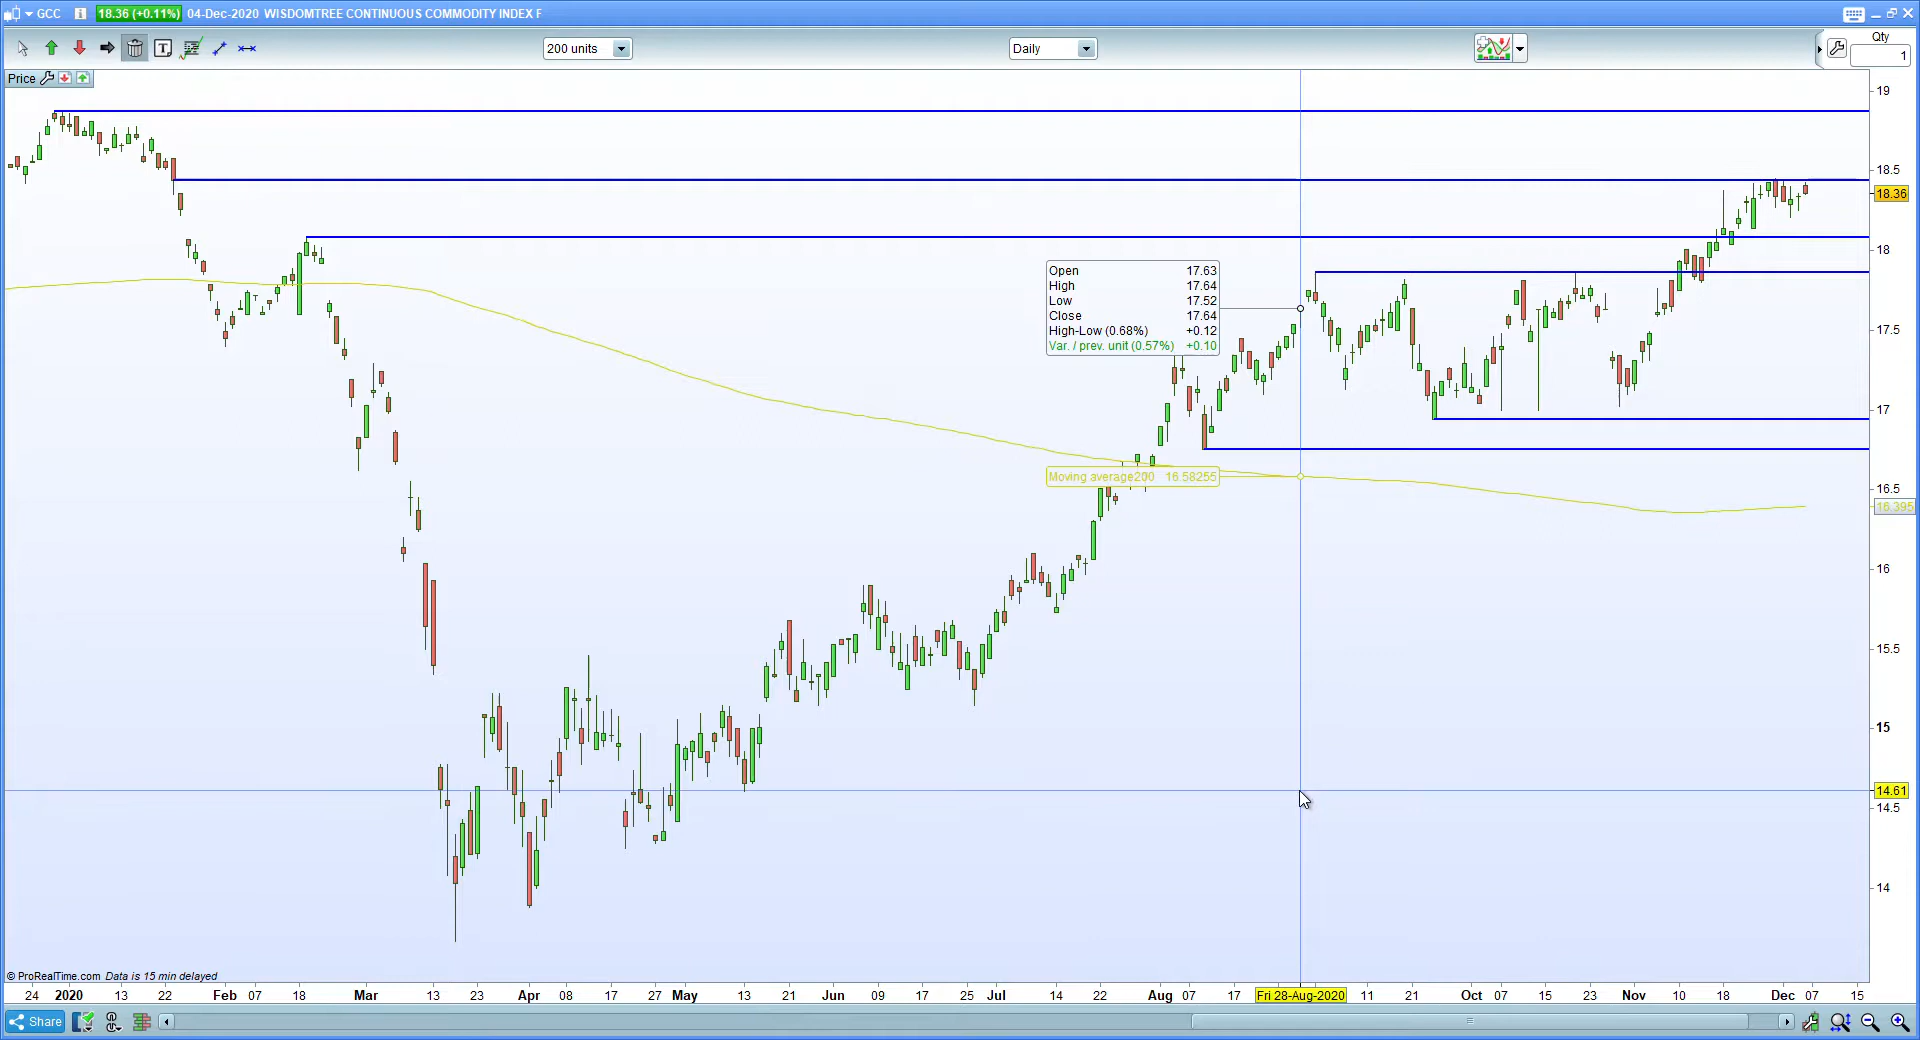 GCC 18.36 (+0.11%) 04-Dec-2020 WISDOMTREE CONTINUOUS COMMODITY INDEX F
200 units Daily Qty
1
Price
19
18.5
18.36
18
Open 17.63
High 17.64
Low 17.52
Close 17.64
High-Low (0.68%) +0.12
Var. / prev. unit (0.57%) +0.10
17.5
17
Moving average200 16.58255
16.5
16.395
16
15.5
15
14.61
14.5
14
© ProRealTime.com Data is 15 min delayed
24 2020 13 22 Feb 07 18 Mar 13 23 Apr 08 17 27 May 13 21 Jun 09 17 25 Jul 14 22 Aug 07 17 Fri 28-Aug-2020 11 21 Oct 07 15 23 Nov 10 18 Dec 07 15
Share